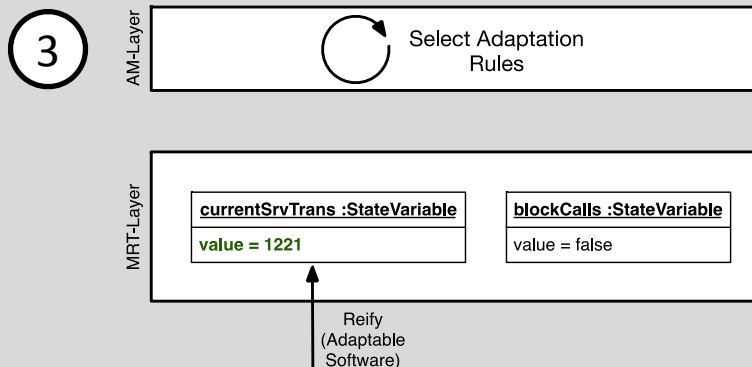 3
AM-Layer
Select Adaptation
Rules
MRT-Layer
currentSrvTrans :StateVariable
value = 1221
blockCalls :StateVariable
value = false
Reify
(Adaptable
Software)